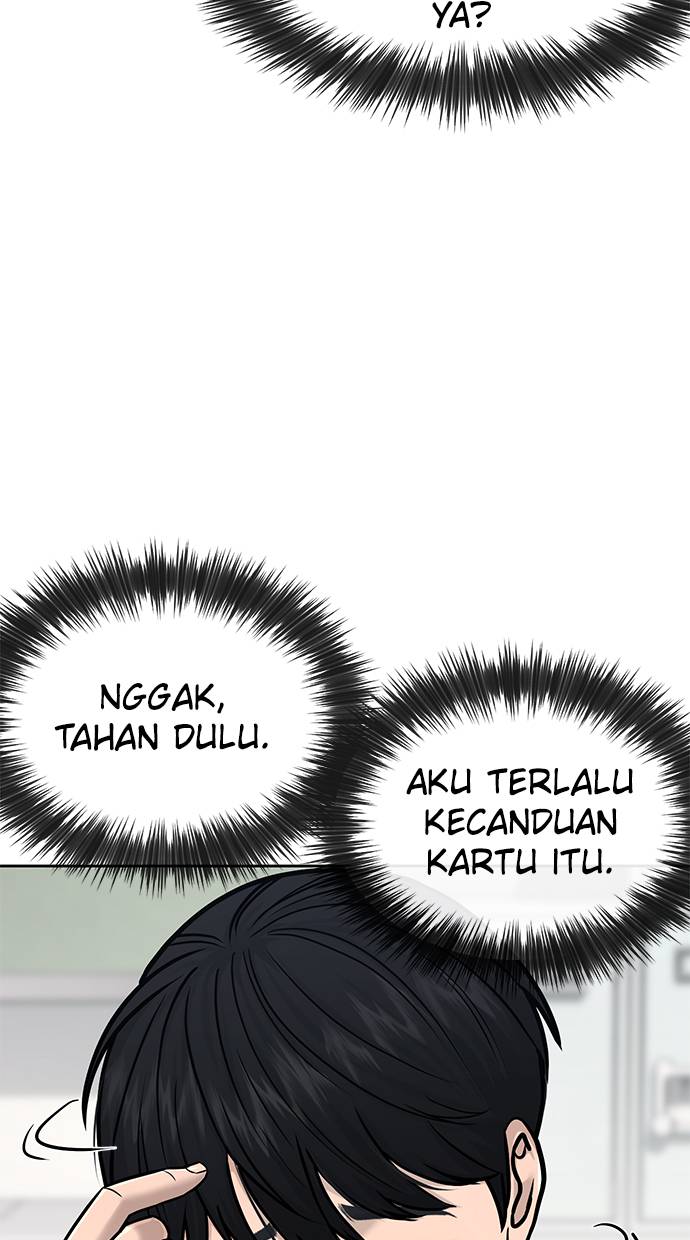 YA?
NGGAK,
TAHAN DULU.
AKU TERLALU
KECANDUAN
KARTU ITU.